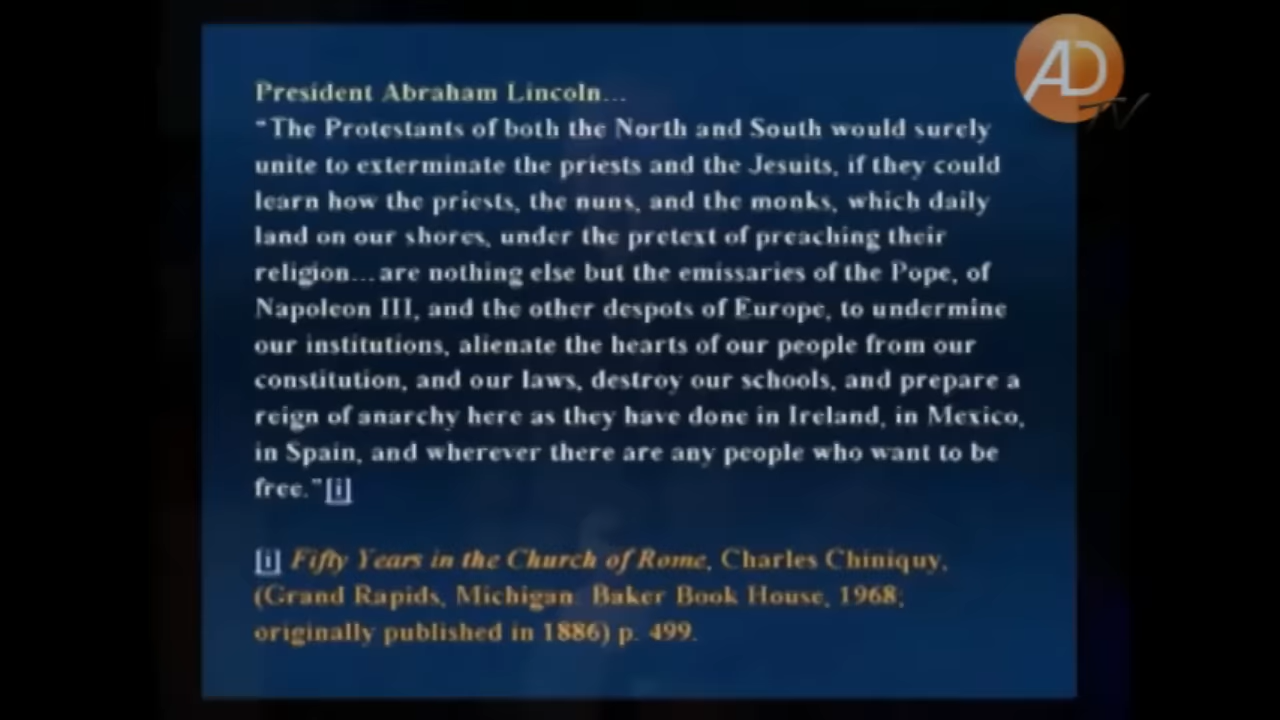 AD
TV
President Abraham Lincoln...
"The Protestants of both the North and South would surely
unite to exterminate the priests and the Jesuits, if they could
learn how the priests, the nuns, and the monks, which daily
land on our shores, under the pretext of preaching their
religion...are nothing else but the emissaries of the Pope, of
Napoleon III, and the other despots of Europe, to undermine
our institutions, alienate the hearts of our people from our
constitution, and our laws, destroy our schools, and prepare a
reign of anarchy here as they have done in Ireland, in Mexico,
in Spain, and wherever there are any people who want to be
free."[i]
[i] Fifty Years in the Church of Rome, Charles Chiniquy,
(Grand Rapids, Michigan: Baker Book House, 1968;
originally published in 1886) p. 499.